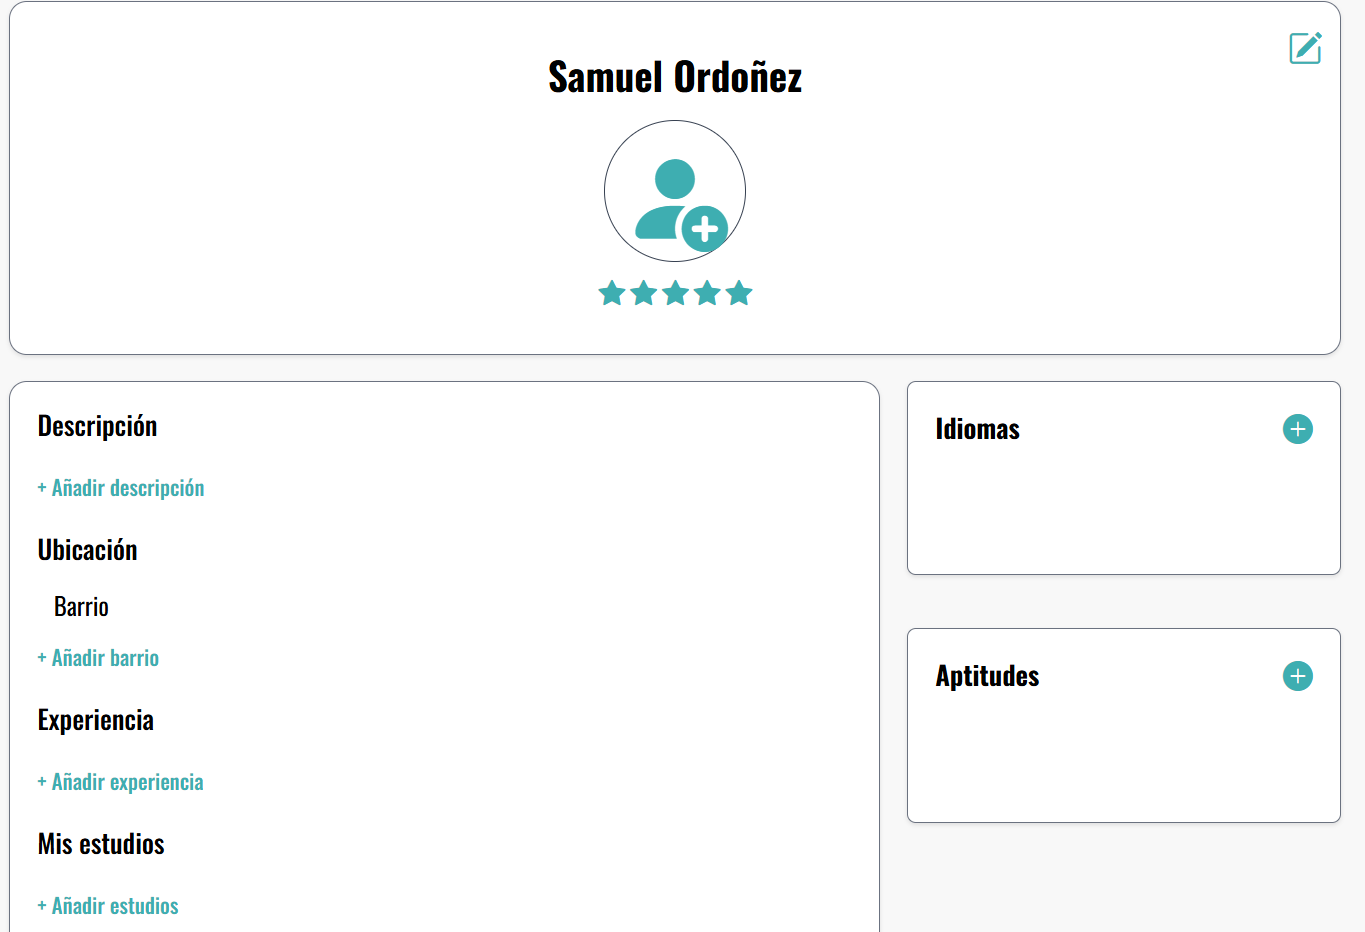 Samuel Ordoñez
Descripción
+ Añadir descripción
Ubicación
Barrio
+ Añadir barrio
Experiencia
+ Añadir experiencia
Mis estudios
+ Añadir estudios
Idiomas
Aptitudes